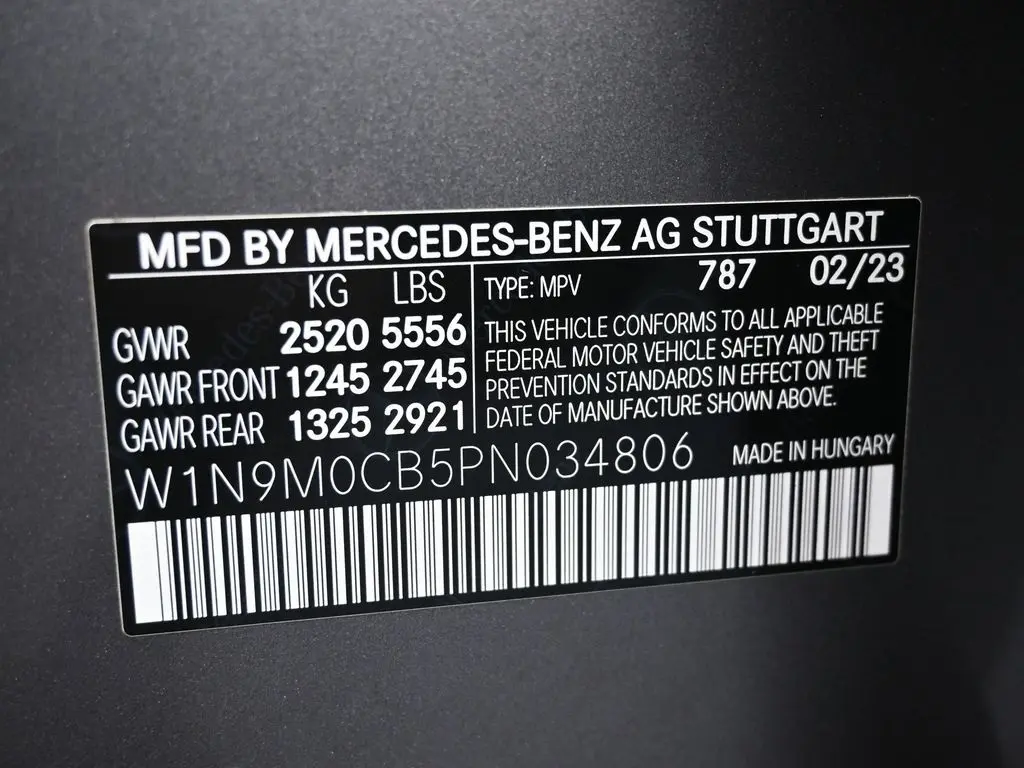 MFD BY MERCEDES-BENZ AG STUTTGART
KG LBS
GVWR 2520 5556
GAWR FRONT 1245 2745
GAWR REAR 1325 2921
TYPE: MPV 787 02/23
THIS VEHICLE CONFORMS TO ALL APPLICABLE
FEDERAL MOTOR VEHICLE SAFETY AND THEFT
PREVENTION STANDARDS IN EFFECT ON THE
DATE OF MANUFACTURE SHOWN ABOVE.
W1N9M0CB5PN034806 MADE IN HUNGARY